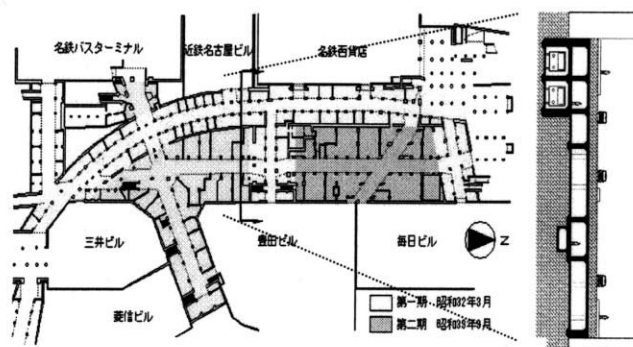 名鉄バスターミナル
近鉄名古屋ビル
名鉄百貨店
三井ビル
豊田ビル
毎日ビル
N
菱信ビル
第一期 昭和32年3月
第二期 昭和33年9月